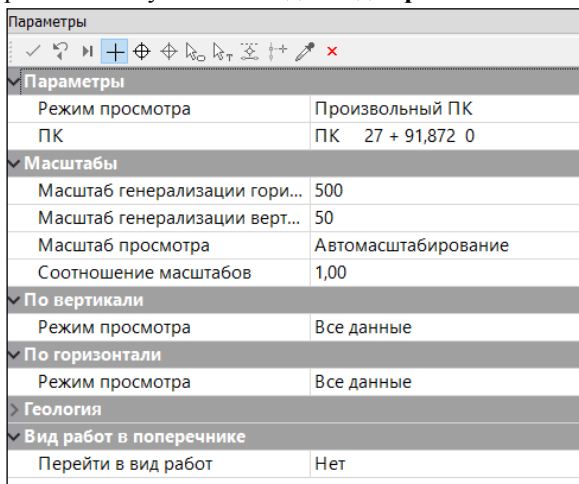 Параметры
Параметры
Режим просмотра Произвольный ПК
ПК ПК 27 + 91,872 0
Масштабы
Масштаб генерализации гори... 500
Масштаб генерализации верт... 50
Масштаб просмотра Автомасштабирование
Соотношение масштабов 1,00
По вертикали
Режим просмотра Все данные
По горизонтали
Режим просмотра Все данные
Геология
Вид работ в поперечнике
Перейти в вид работ Нет